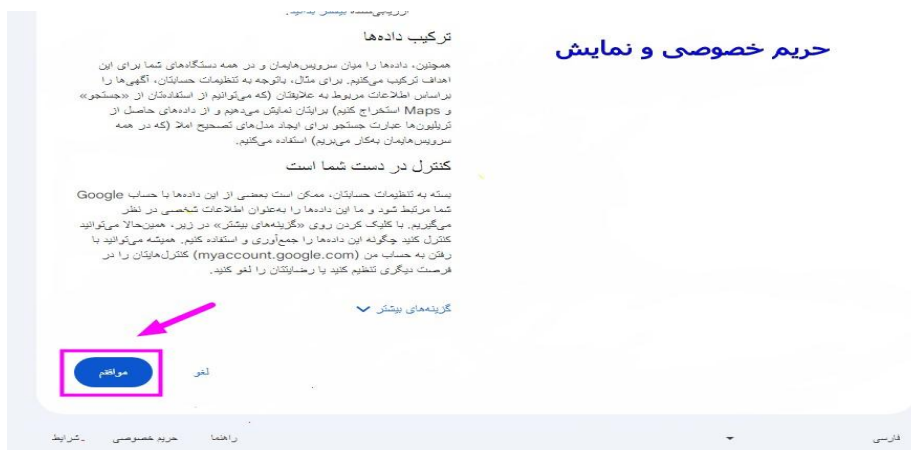 حریم خصوصی و نمایش
ارزیابی‌کننده بیشتر بدانید.
ترکیب داده‌ها
همچنین، داده‌ها را میان سرویس‌هایمان و در همه دستگاه‌های شما برای این
اهداف ترکیب می‌کنیم. برای مثال، باتوجه به تنظیمات حسابتان، آگهی‌ها را
براساس اطلاعات مربوط به علایقتان (که می‌توانیم از استفاده‌تان از «جستجو»
و Maps استخراج کنیم) برایتان نمایش می‌دهیم و از داده‌های حاصل از
تریلیون‌ها عبارت جستجو برای ایجاد مدل‌های تصحیح املا (که در همه
سرویس‌هایمان به‌کار می‌بریم) استفاده می‌کنیم.
کنترل در دست شما است
بسته به تنظیمات حسابتان، ممکن است بعضی از این داده‌ها با حساب Google
شما مرتبط شود و ما این داده‌ها را به‌عنوان اطلاعات شخصی در نظر
می‌گیریم. با کلیک کردن روی «گزینه‌های بیشتر» در زیر، همین‌حالا می‌توانید
کنترل کنید چگونه این داده‌ها را جمع‌آوری و استفاده کنیم. همیشه می‌توانید با
رفتن به حساب من (myaccount.google.com) کنترل‌هایتان را در
فرصت دیگری تنظیم کنید یا رضایتتان را لغو کنید.
گزینه‌های بیشتر
لغو
موافقم
فارسی
راهنما حریم خصوصی شرایط